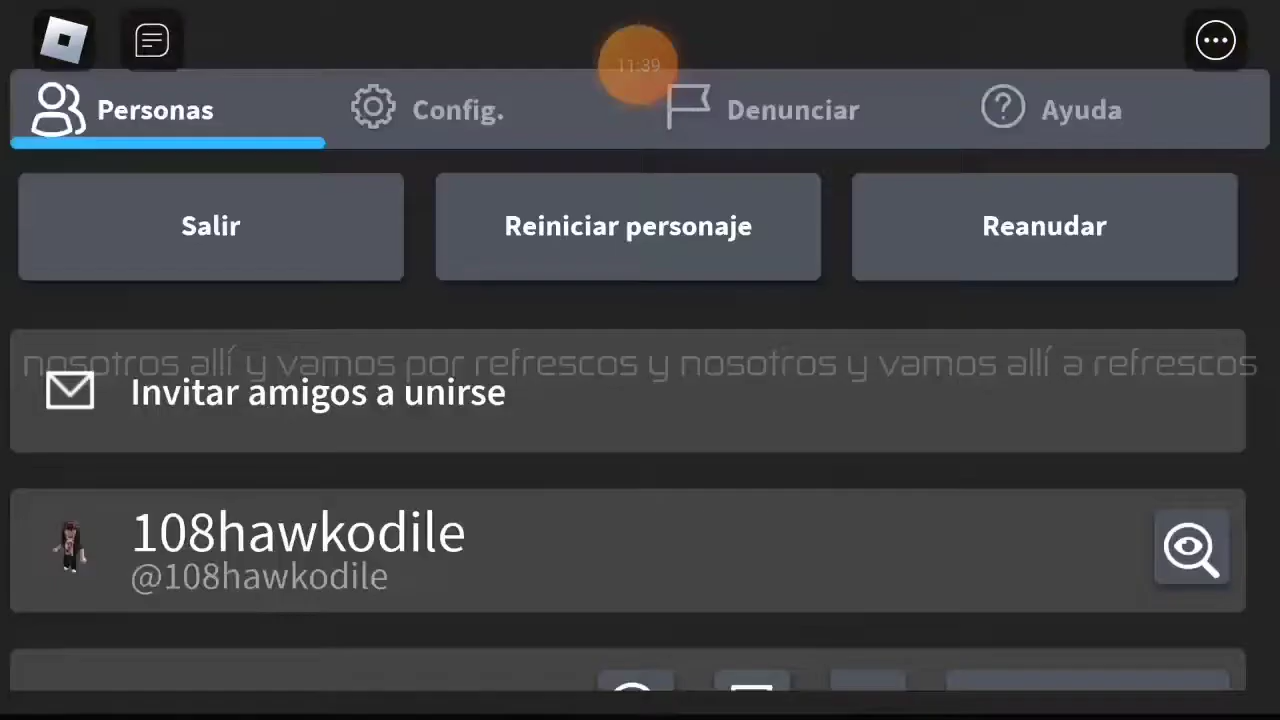 11:39
Personas
Config.
Denunciar
Ayuda
Salir
Reiniciar personaje
Reanudar
nosotros allí y vamos por refrescos y nosotros y vamos allí a refrescos
Invitar amigos a unirse
108hawkodile
@108hawkodile